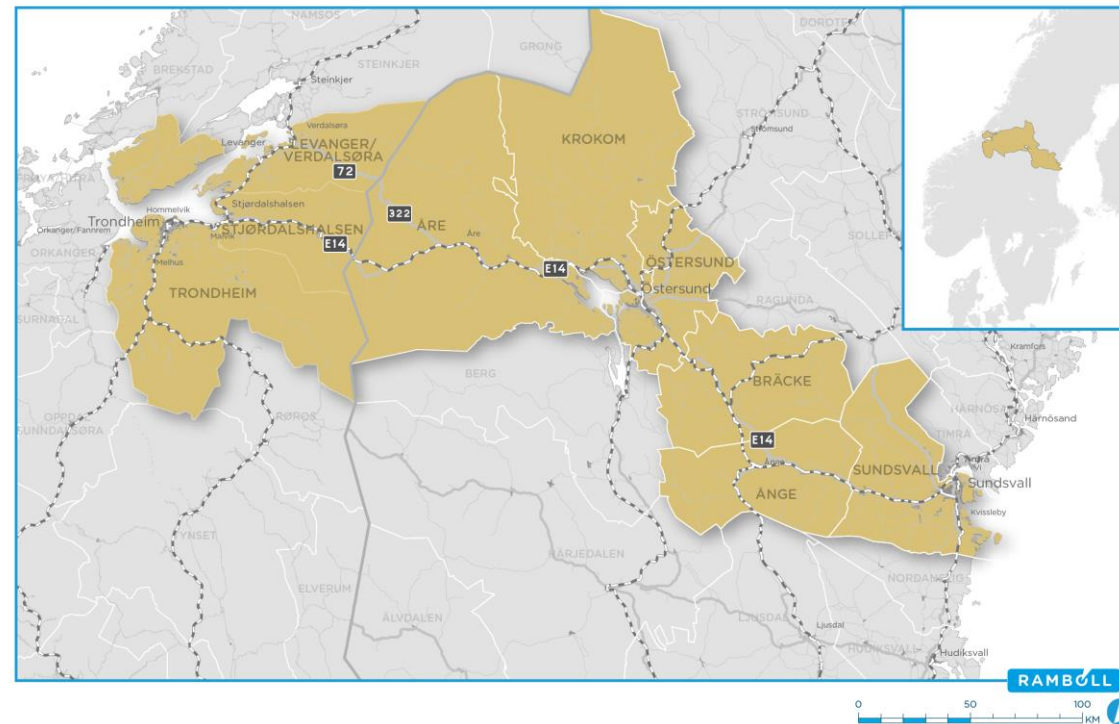 NAMSOS
DOROTEA
BREKSTAD
STEINKJER
GRONG
Steinkjer
STRÖMSUND
Strömsund
Verdalsøra
KROKOM
Levanger
LEVANGER/
VERDALSØRA
72
322
Hommelvik
Stjørdalshalsen
Trondheim
STJØRDALSHALSEN
ÅRE
Åre
Orkanger/Fannrem
Malvik
E14
ORKANGER
Melhus
E14
ÖSTERSUND
Östersund
TRONDHEIM
RAGUNDA
SURNADAL
Kramfors
BERG
BRÄCKE
OPPDAL
SUNNDALSØRA
RØROS
HÄRNÖSAND
Härnösand
TIMRÅ
E14
Ånge
SUNDSVALL
Sundsvall
ÅNGE
Kvissleby
TYNSET
HÄRJEDALEN
NORDANSTIG
ELVERUM
ÄLVDALEN
LJUSDAL
Ljusdal
HUDIKSVALL
Hudiksvall
RAMBOLL
0 50 100
KM